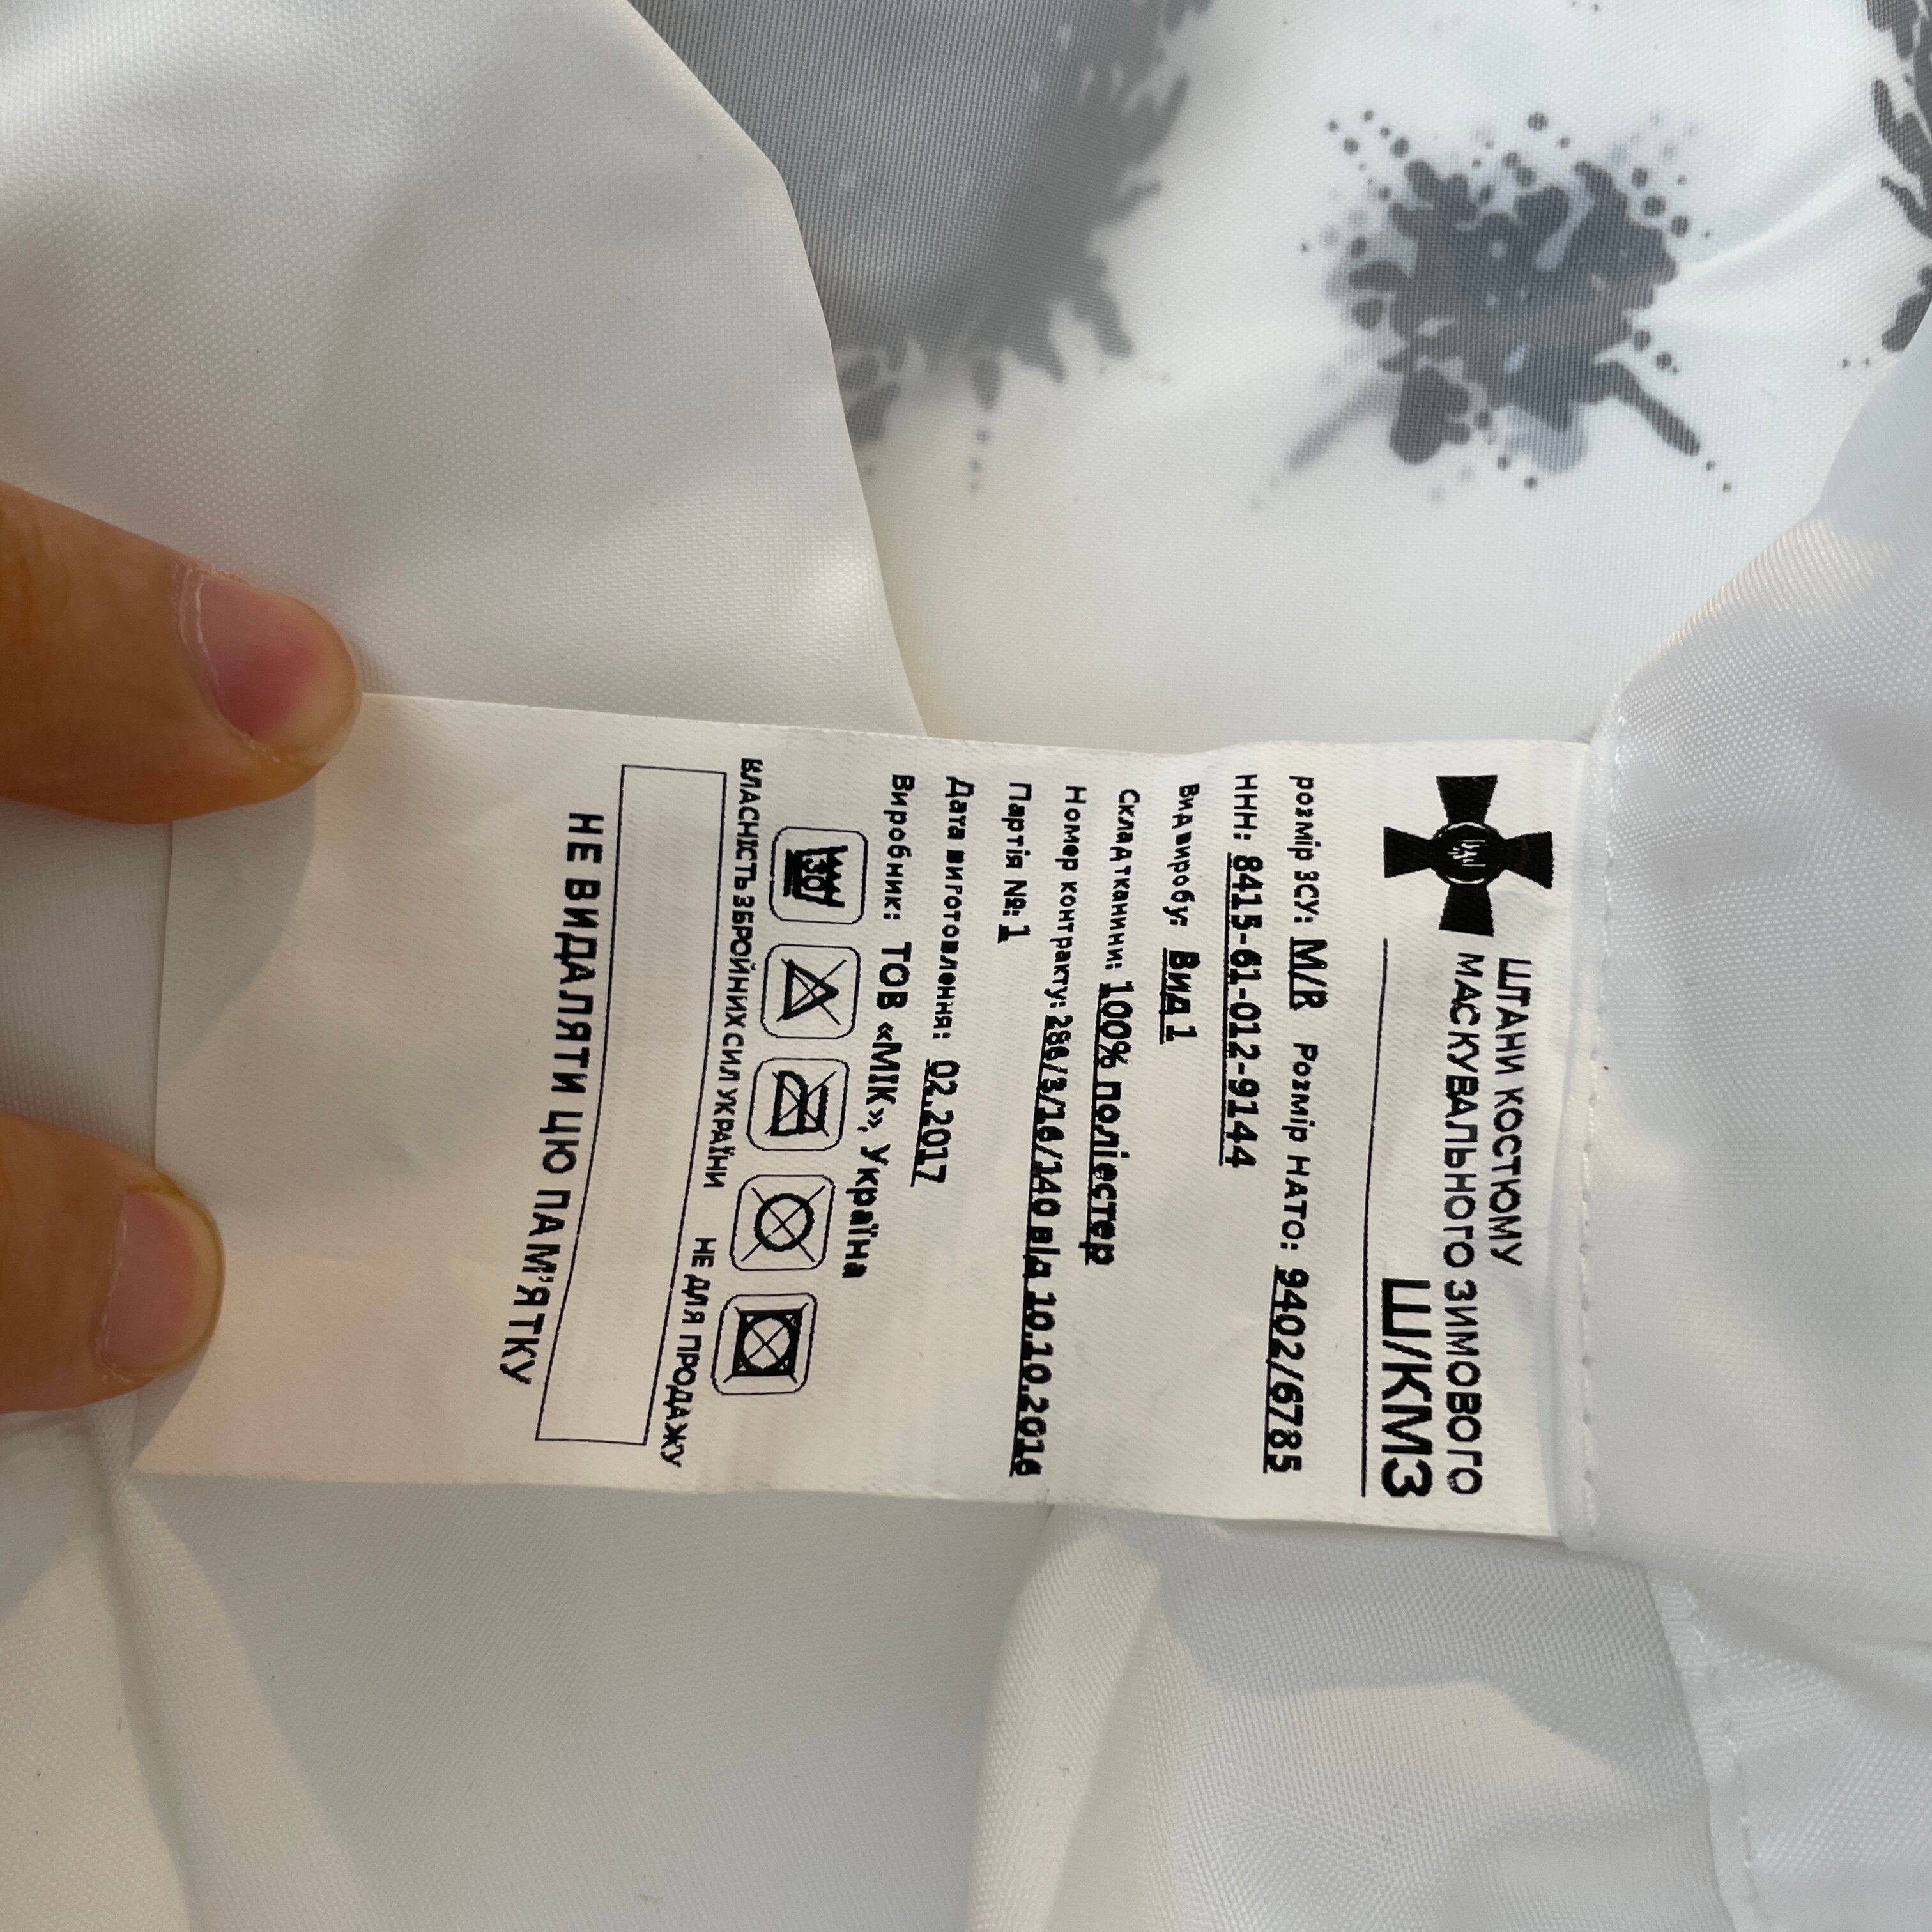 ШТАНИ КОСТЮМУ
МАСКУВАЛЬНОГО ЗИМОВОГО
Ш/КМЗ
розмір ЗСУ: M/R Розмір НАТО: 9402/6785
ННН: 8415-61-012-9144
Вид виробу: Вид 1
Склад тканини: 100% поліестер
Номер контракту: 286/3/16/140 від 10.10.2016
Партія №: 1
Дата виготовлення: 02.2017
Виробник: ТОВ «МІК», Україна
30
ВЛАСНІСТЬ ЗБРОЙНИХ СИЛ УКРАЇНИ НЕ ДЛЯ ПРОДАЖУ
НЕ ВИДАЛЯТИ ЦЮ ПАМ'ЯТКУ